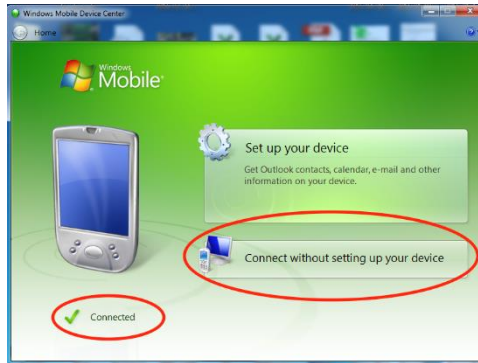 Windows Mobile Device Center
Home
Windows
Mobile
Set up your device
Get Outlook contacts, calendar, e-mail and other
information on your device.
Connect without setting up your device
Connected